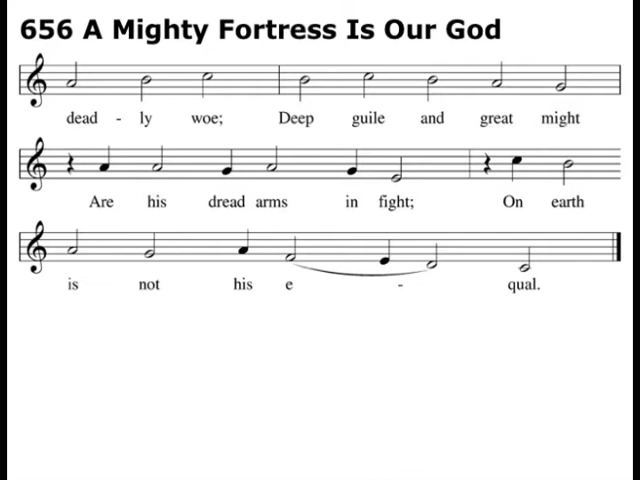 656 A Mighty Fortress Is Our God
dead - ly woe; Deep guile and great might
Are his dread arms in fight; On earth
is not his e - qual.